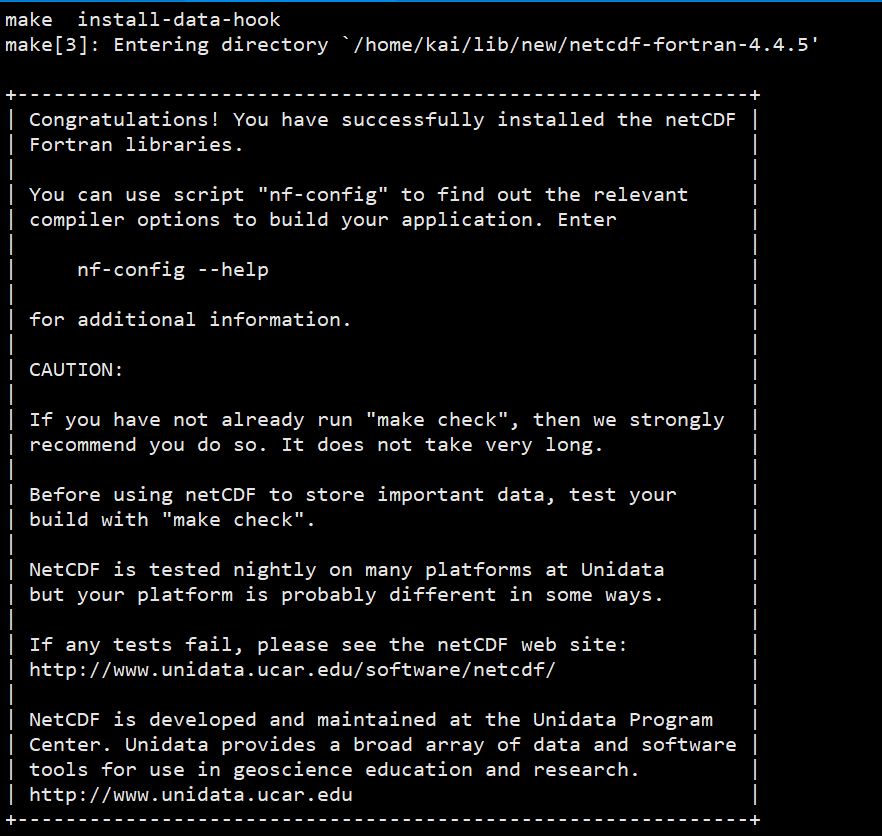 make  install-data-hook
make[3]: Entering directory `/home/kai/lib/new/netcdf-fortran-4.4.5'
+-------------------------------------------------------------+
| Congratulations! You have successfully installed the netCDF |
| Fortran libraries.                                          |
|                                                             |
| You can use script "nf-config" to find out the relevant     |
| compiler options to build your application. Enter           |
|                                                             |
|     nf-config --help                                        |
|                                                             |
| for additional information.                                 |
|                                                             |
| CAUTION:                                                    |
|                                                             |
| If you have not already run "make check", then we strongly  |
| recommend you do so. It does not take very long.            |
|                                                             |
| Before using netCDF to store important data, test your      |
| build with "make check".                                    |
|                                                             |
| NetCDF is tested nightly on many platforms at Unidata       |
| but your platform is probably different in some ways.       |
|                                                             |
| If any tests fail, please see the netCDF web site:          |
| http://www.unidata.ucar.edu/software/netcdf/                |
|                                                             |
| NetCDF is developed and maintained at the Unidata Program   |
| Center. Unidata provides a broad array of data and software |
| tools for use in geoscience education and research.         |
| http://www.unidata.ucar.edu                                 |
+-------------------------------------------------------------+